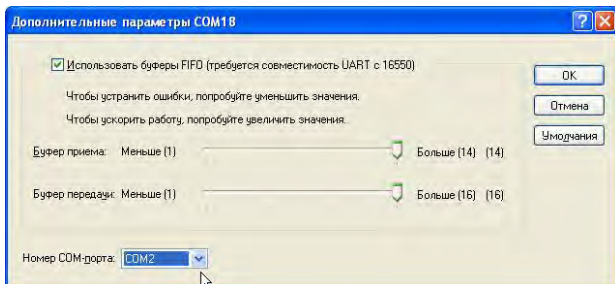 Дополнительные параметры COM18
Использовать буферы FIFO (требуется совместимость UART с 16550)
OK
Чтобы устранить ошибки, попробуйте уменьшить значения.
Отмена
Чтобы ускорить работу, попробуйте увеличить значения.
Умолчания
Буфер приема: Меньше (1) Больше (14) (14)
Буфер передачи: Меньше (1) Больше (16) (16)
Номер COM-порта: COM2